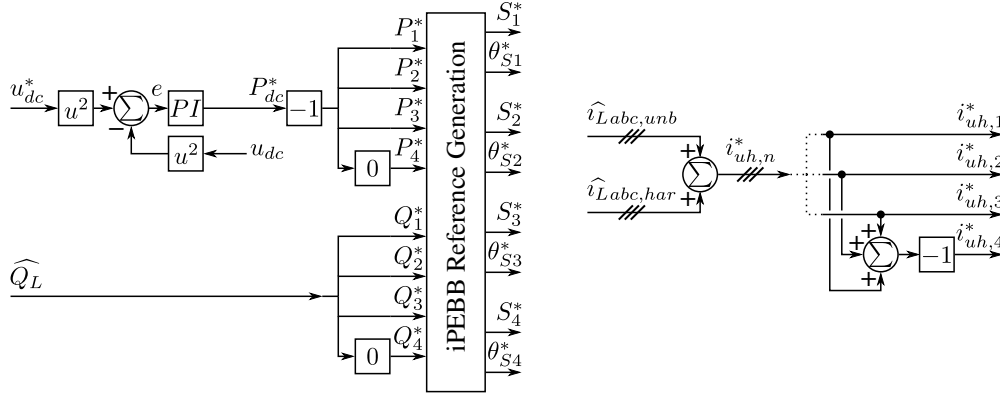 u*dc
u²
+
−
Σ
e
PI
P*dc
−1
u²
udc
P*1
P*2
P*3
0
P*4
Q̂L
Q*1
Q*2
Q*3
0
Q*4
iPEBB Reference Generation
S*1
θ*S1
S*2
θ*S2
S*3
θ*S3
S*4
θ*S4
îLabc,unb
+
Σ
+
îLabc,har
i*uh,n
i*uh,1
i*uh,2
i*uh,3
+
+
Σ
+
−1
i*uh,4